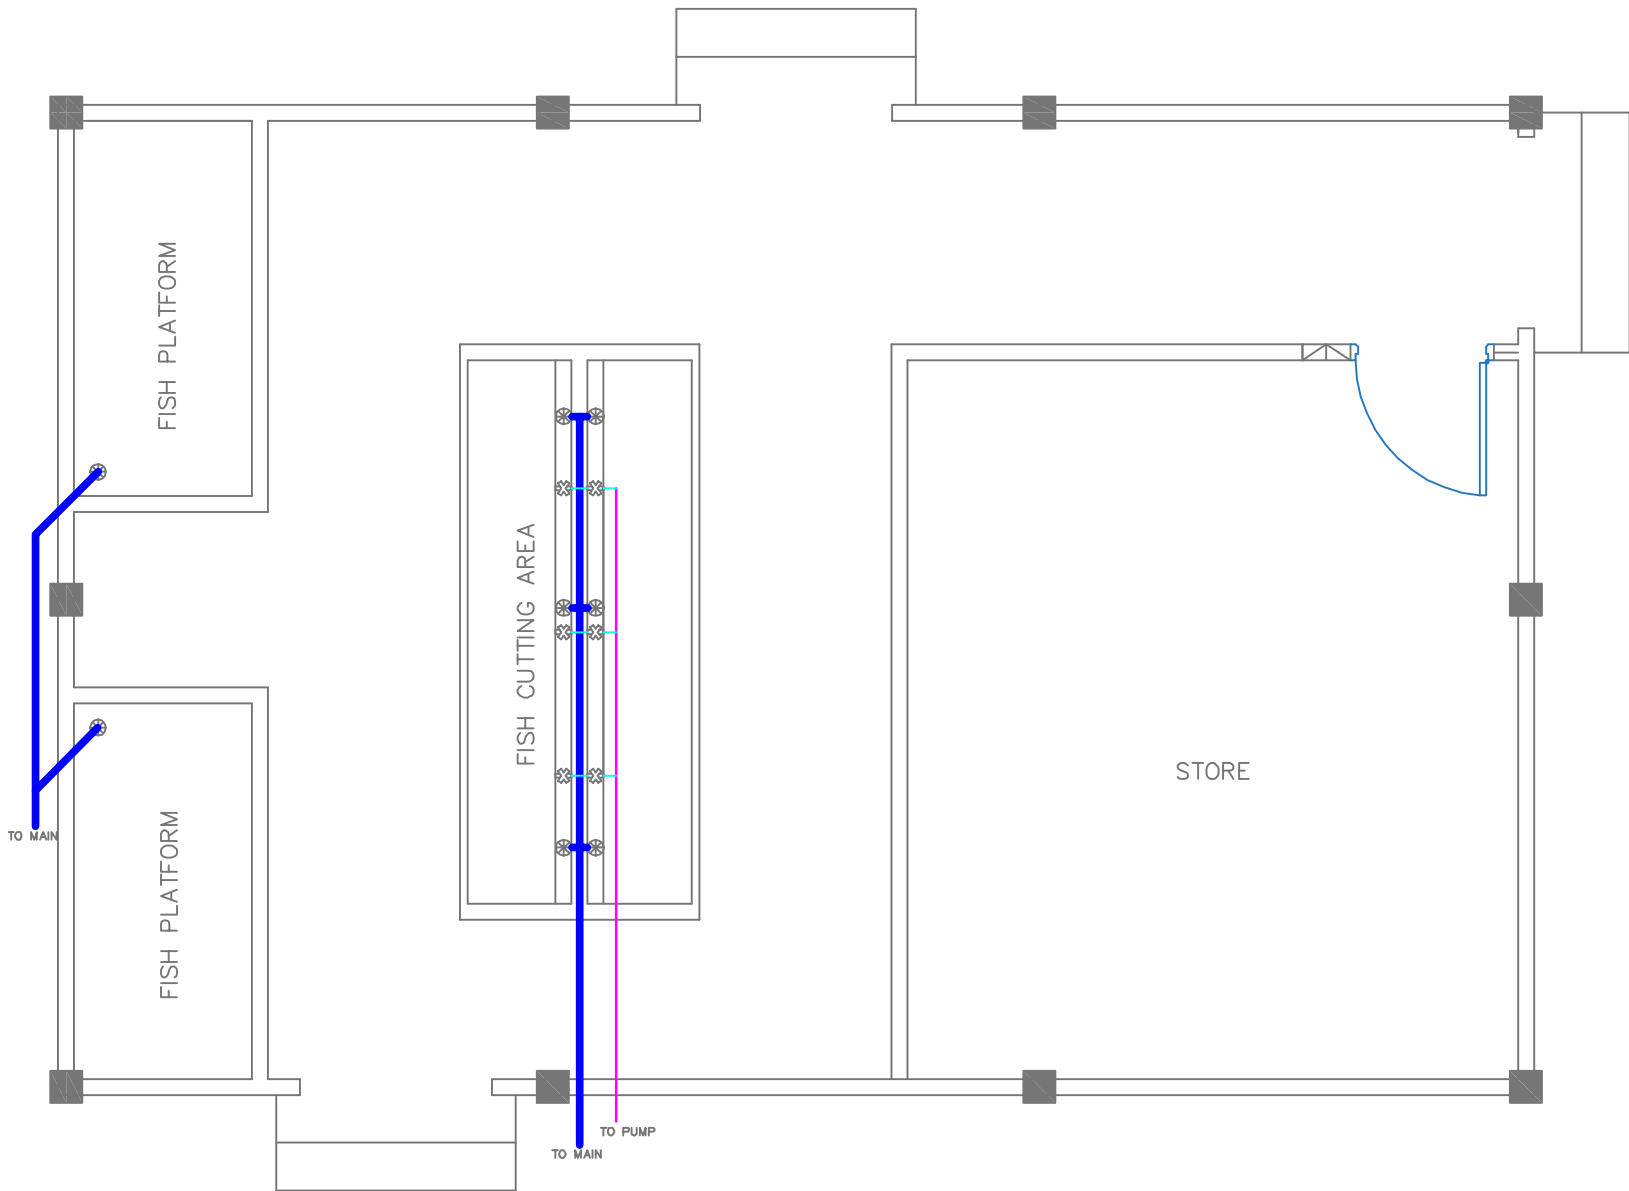 FISH PLATFORM
FISH CUTTING AREA
STORE
TO MAIN
FISH PLATFORM
TO PUMP
TO MAIN